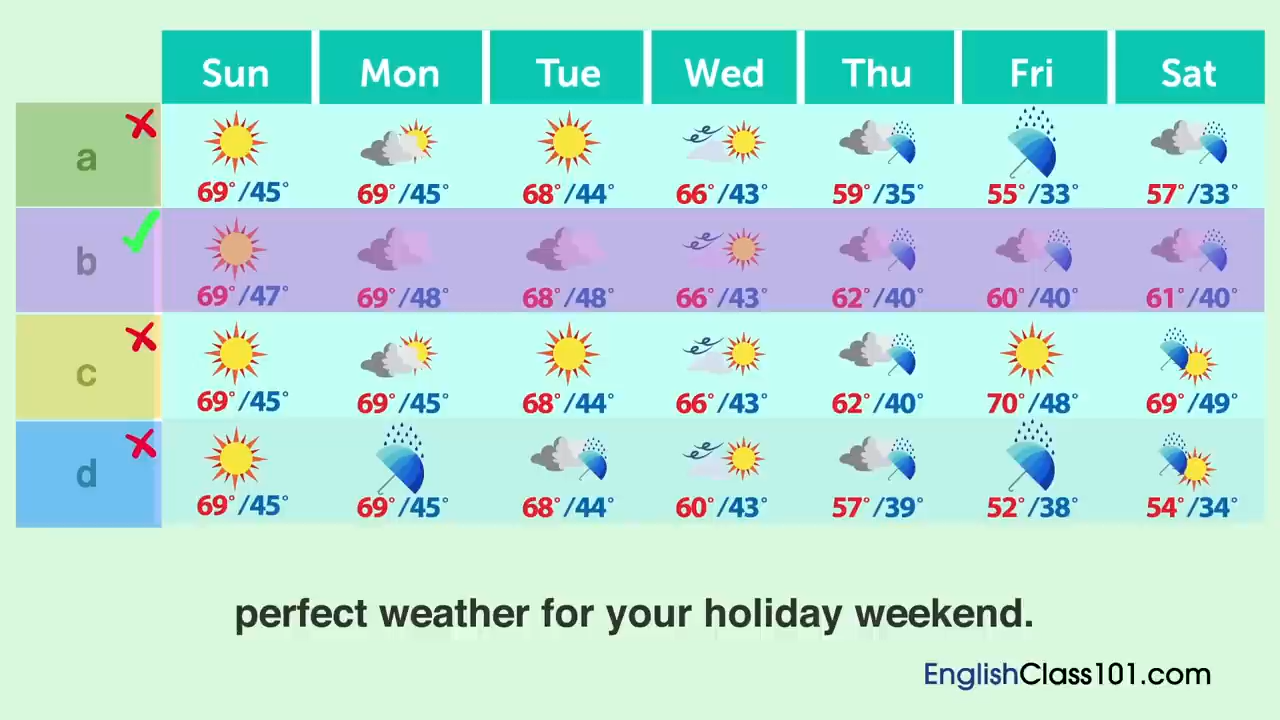 Sun Mon Tue Wed Thu Fri Sat
a
69°/45° 69°/45° 68°/44° 66°/43° 59°/35° 55°/33° 57°/33°
b
69°/47° 69°/48° 68°/48° 66°/43° 62°/40° 60°/40° 61°/40°
c
69°/45° 69°/45° 68°/44° 66°/43° 62°/40° 70°/48° 69°/49°
d
69°/45° 69°/45° 68°/44° 60°/43° 57°/39° 52°/38° 54°/34°
perfect weather for your holiday weekend.
EnglishClass101.com